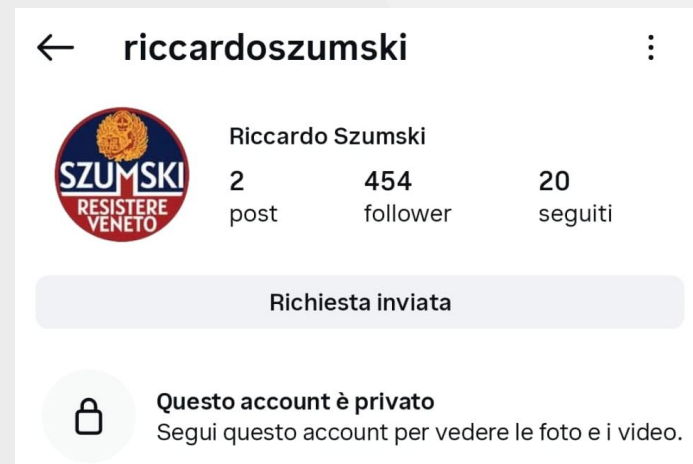 riccardoszumski
SZUMSKI
RESISTERE
VENETO
Riccardo Szumski
2 454 20
post follower seguiti
Richiesta inviata
Questo account è privato
Segui questo account per vedere le foto e i video.